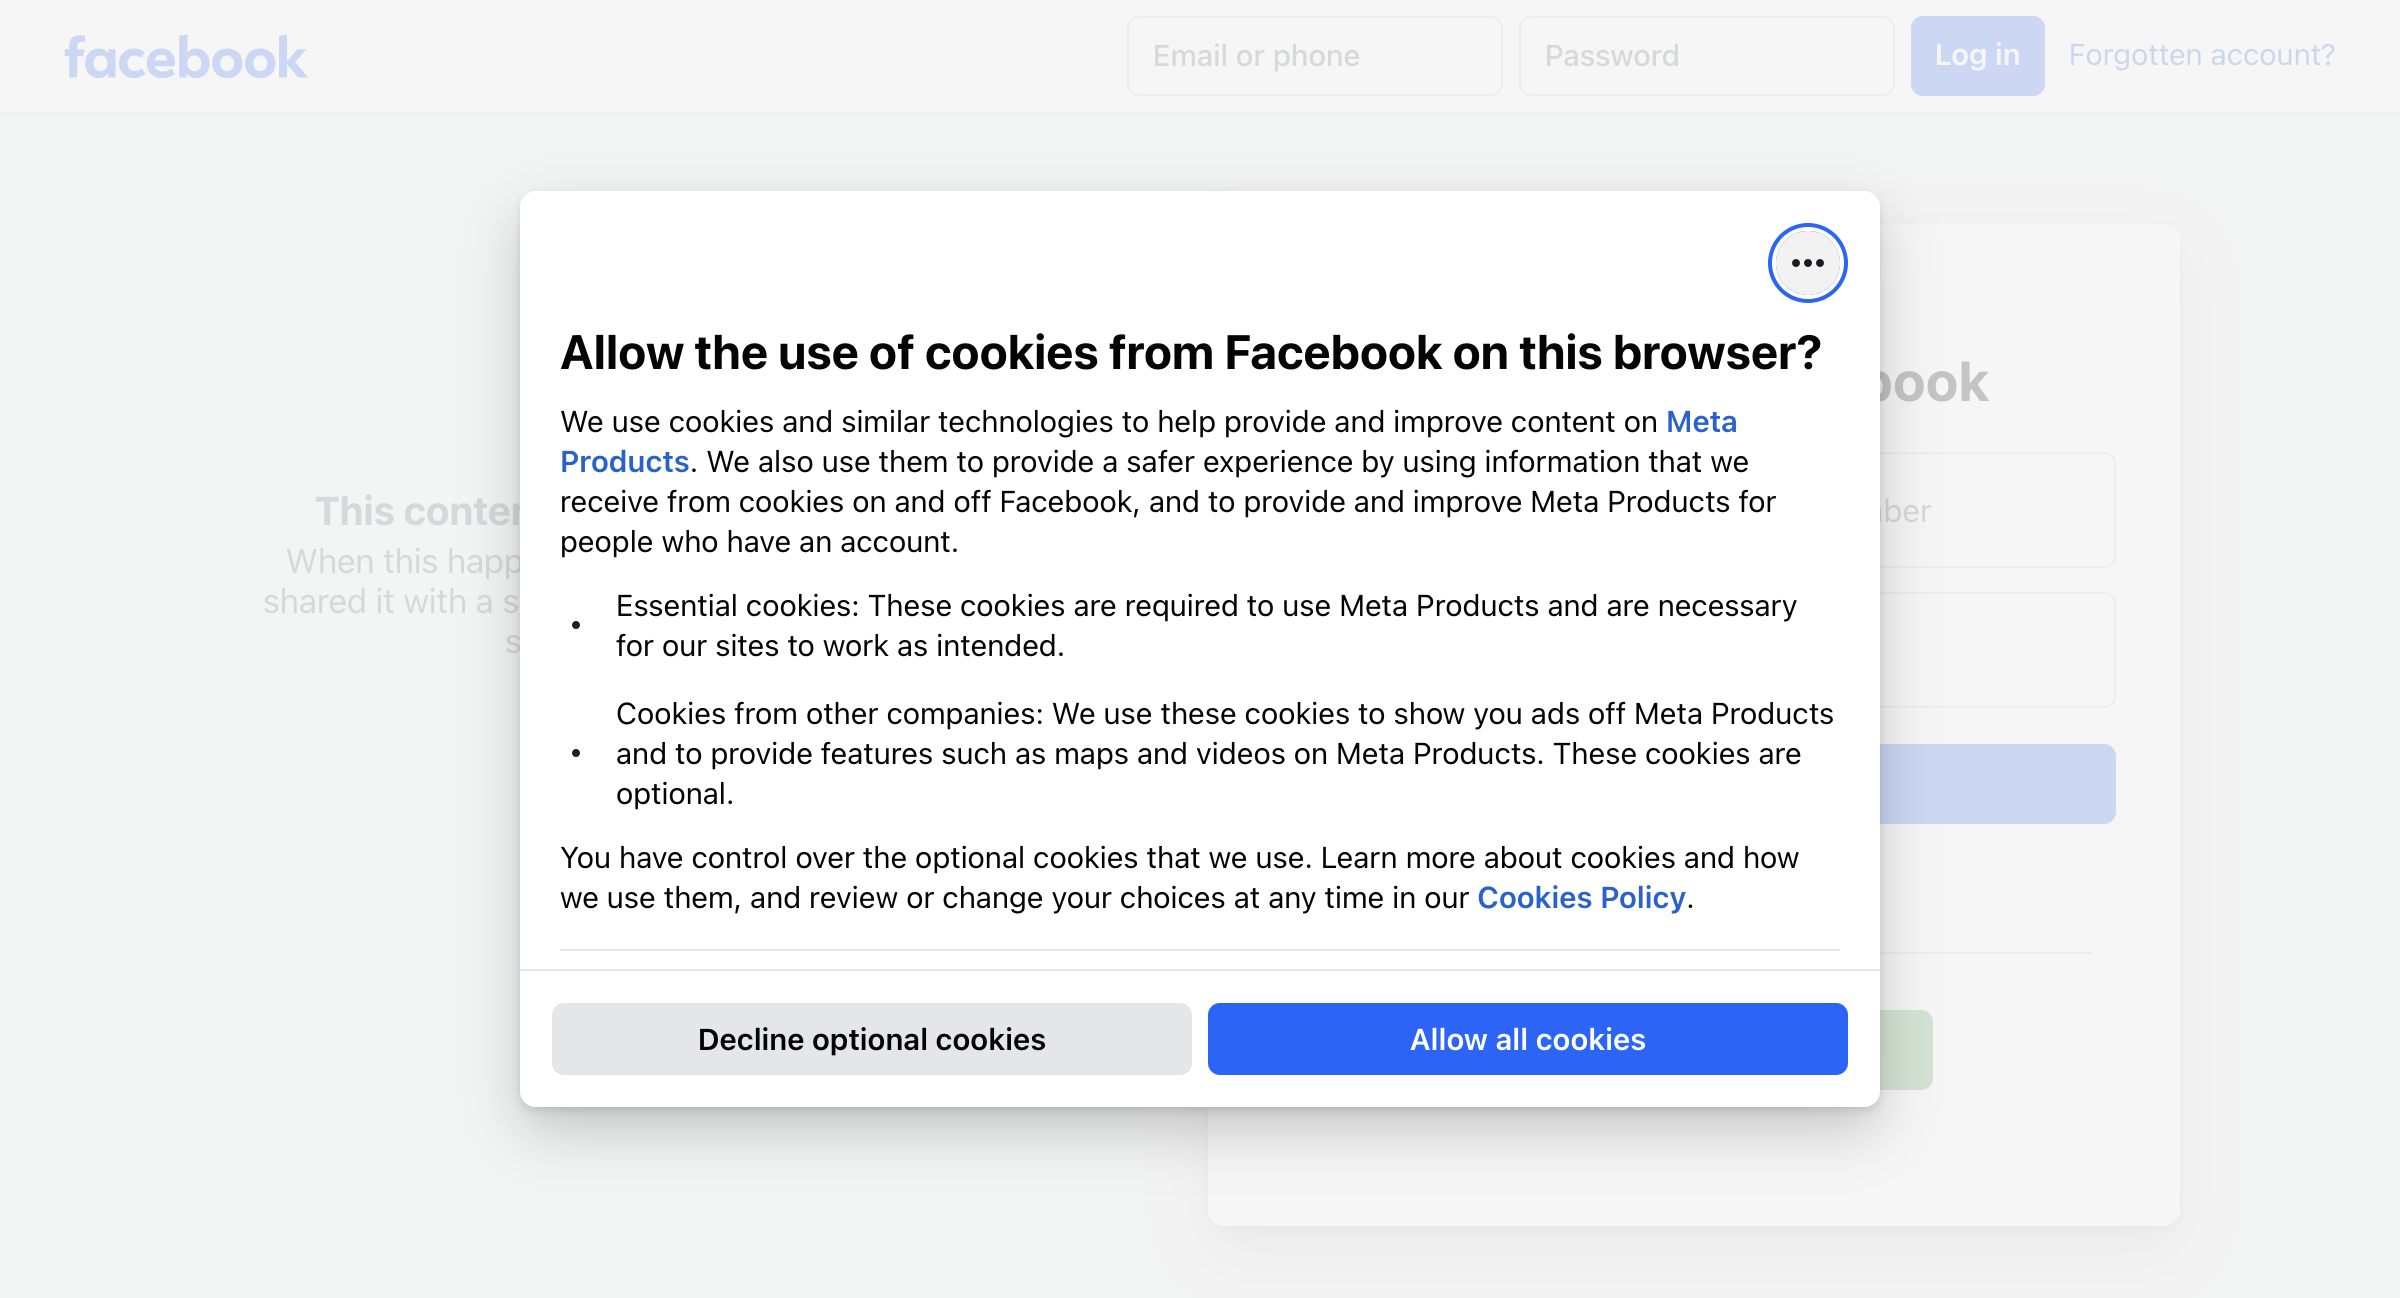 facebook
Email or phone
Password
Log in
Forgotten account?
Allow the use of cookies from Facebook on this browser?
We use cookies and similar technologies to help provide and improve content on Meta
Products. We also use them to provide a safer experience by using information that we
receive from cookies on and off Facebook, and to provide and improve Meta Products for
people who have an account.
• Essential cookies: These cookies are required to use Meta Products and are necessary
for our sites to work as intended.
• Cookies from other companies: We use these cookies to show you ads off Meta Products
and to provide features such as maps and videos on Meta Products. These cookies are
optional.
You have control over the optional cookies that we use. Learn more about cookies and how
we use them, and review or change your choices at any time in our Cookies Policy.
Decline optional cookies
Allow all cookies
This conten
When this happ
shared it with a s
s
book
ber